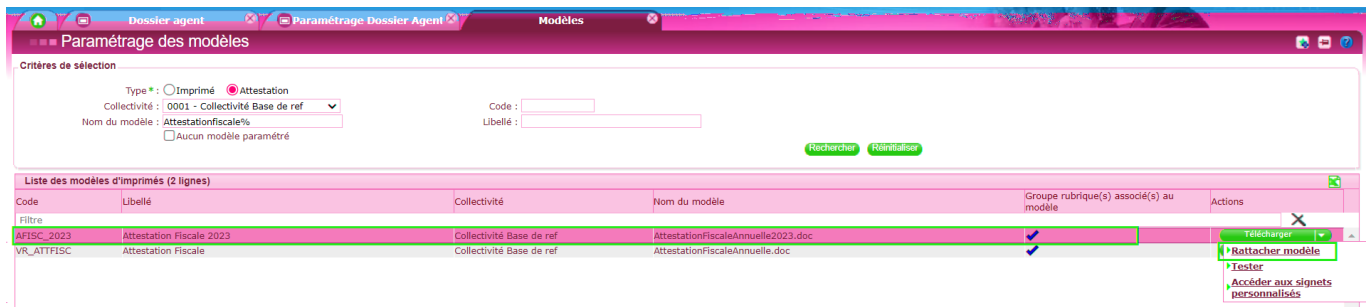 Dossier agent Paramétrage Dossier Agent Modèles
Paramétrage des modèles
Critères de sélection
Type * : Imprimé Attestation
Collectivité : 0001 - Collectivité Base de ref Code :
Nom du modèle : Attestationfiscale% Libellé :
Aucun modèle paramétré
Rechercher Réinitialiser
Liste des modèles d'imprimés (2 lignes)
Code Libellé Collectivité Nom du modèle Groupe rubrique(s) associé(s) au modèle Actions
Filtre
AFISC_2023 Attestation Fiscale 2023 Collectivité Base de ref AttestationFiscaleAnnuelle2023.doc Télécharger
VR_ATTFISC Attestation Fiscale Collectivité Base de ref AttestationFiscaleAnnuelle.doc
Rattacher modèle
Tester
Accéder aux signets
personnalisés